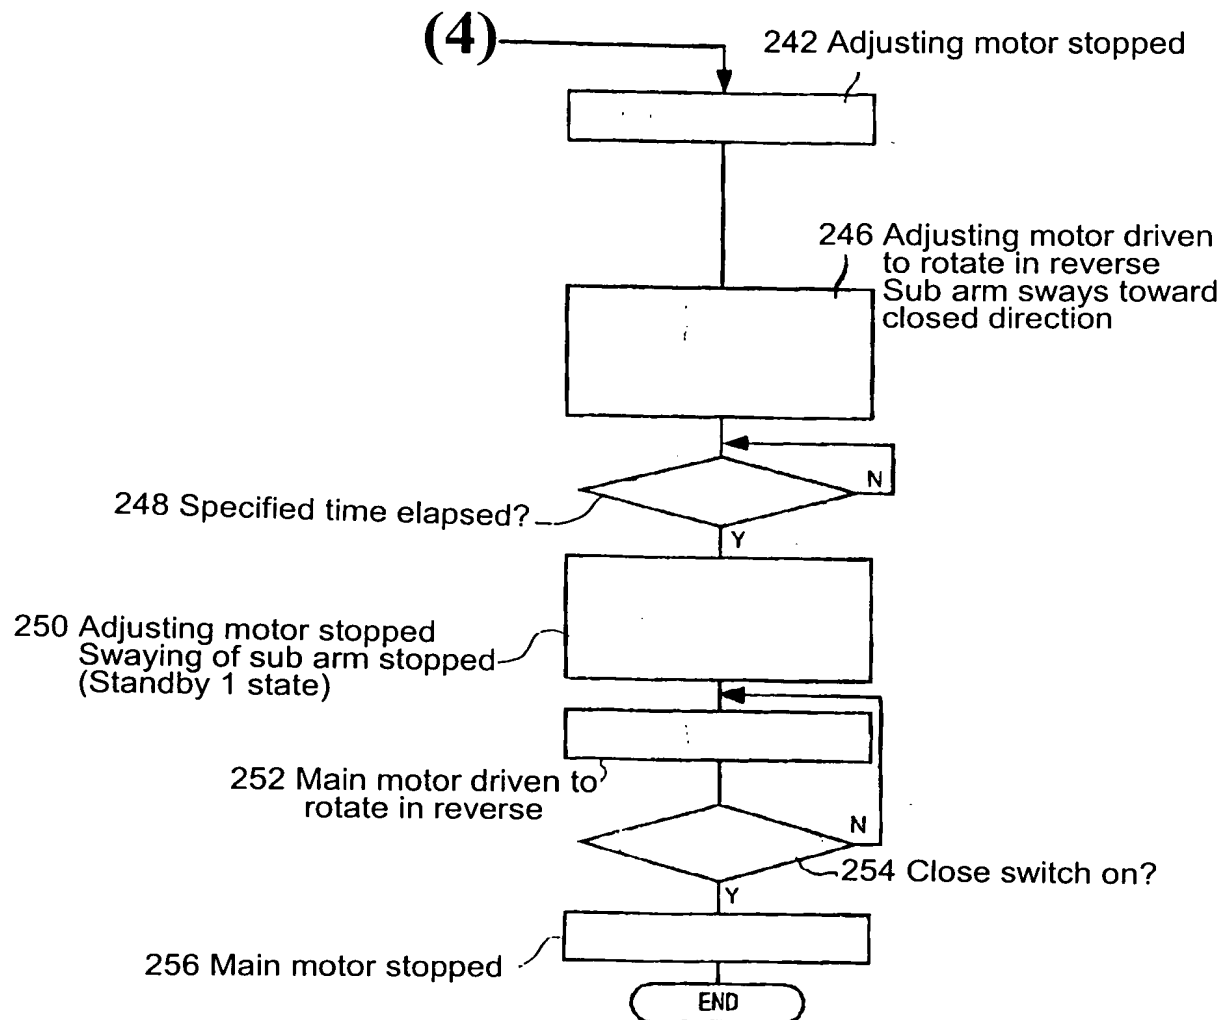 (4)
242 Adjusting motor stopped
246 Adjusting motor driven
to rotate in reverse
Sub arm sways toward
closed direction
N
248 Specified time elapsed?
Y
250 Adjusting motor stopped
Swaying of sub arm stopped
(Standby 1 state)
252 Main motor driven to
rotate in reverse
N
254 Close switch on?
Y
256 Main motor stopped
END